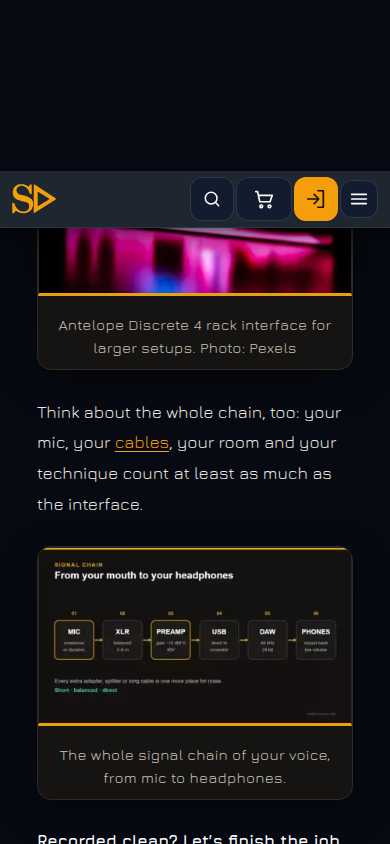 SD
Antelope Discrete 4 rack interface for
larger setups. Photo: Pexels
Think about the whole chain, too: your
mic, your cables, your room and your
technique count at least as much as
the interface.
SIGNAL CHAIN
From your mouth to your headphones
01 02 03 04 05 06
MIC XLR PREAMP USB DAW PHONES
Every extra adapter, splitter or long cable is one more place for noise.
Short · balanced · direct
The whole signal chain of your voice,
from mic to headphones.
Recorded clean? Let's finish the job